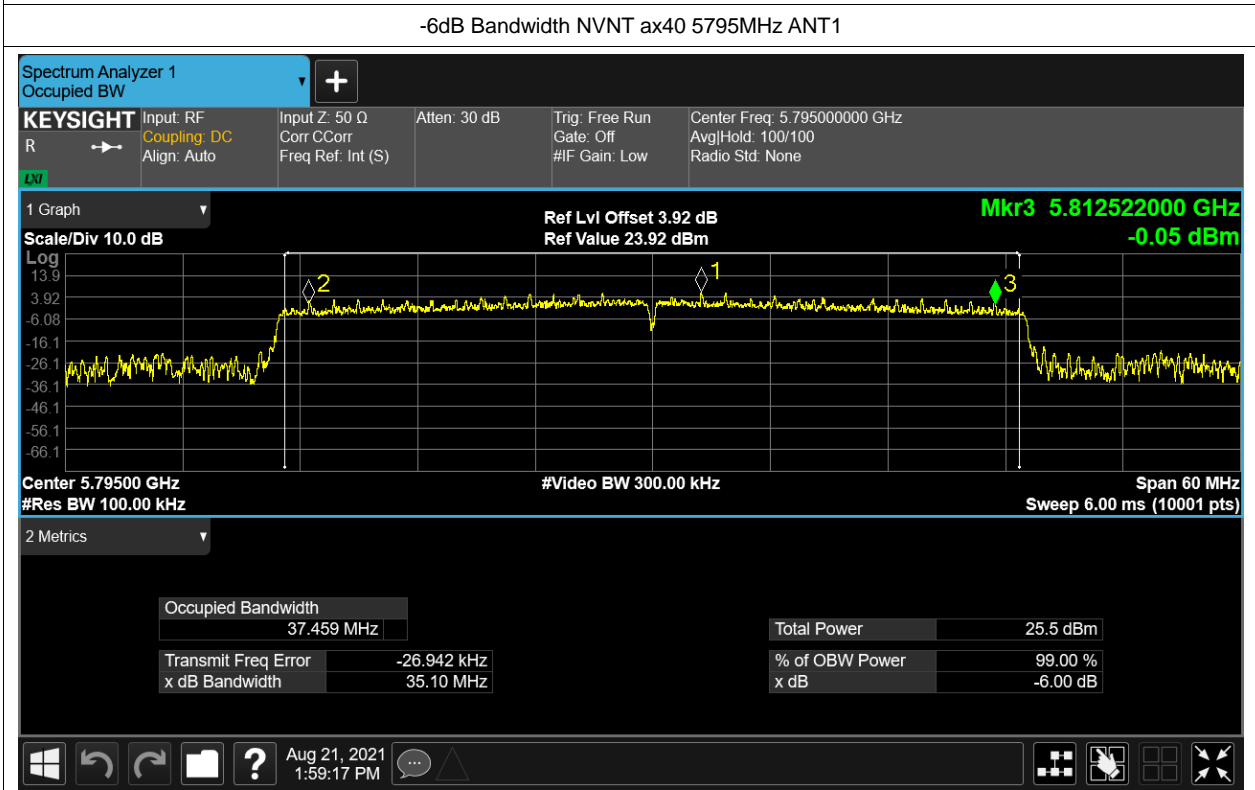 -6dB Bandwidth NVNT ax40 5795MHz ANT1
Spectrum Analyzer 1
Occupied BW
KEYSIGHT
R
LXI
Input: RF
Coupling: DC
Align: Auto
Input Z: 50 Ω
Corr CCorr
Freq Ref: Int (S)
Atten: 30 dB
Trig: Free Run
Gate: Off
#IF Gain: Low
Center Freq: 5.795000000 GHz
Avg|Hold: 100/100
Radio Std: None
1 Graph
Scale/Div 10.0 dB
Ref Lvl Offset 3.92 dB
Ref Value 23.92 dBm
Mkr3 5.812522000 GHz
-0.05 dBm
Log
13.9
3.92
-6.08
-16.1
-26.1
-36.1
-46.1
-56.1
-66.1
2
1
3
Center 5.79500 GHz
#Res BW 100.00 kHz
#Video BW 300.00 kHz
Span 60 MHz
Sweep 6.00 ms (10001 pts)
2 Metrics
Occupied Bandwidth
37.459 MHz
Transmit Freq Error -26.942 kHz
x dB Bandwidth 35.10 MHz
Total Power 25.5 dBm
% of OBW Power 99.00 %
x dB -6.00 dB
?
Aug 21, 2021
1:59:17 PM